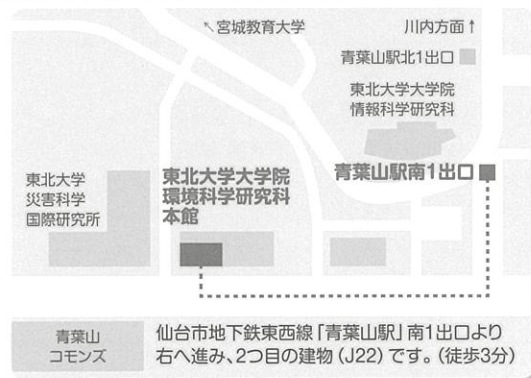 ↖宮城教育大学
川内方面↑
青葉山駅北1出口
東北大学大学院
情報科学研究科
青葉山駅南1出口
東北大学
災害科学
国際研究所
東北大学大学院
環境科学研究科
本館
青葉山
コモンズ
仙台市地下鉄東西線「青葉山駅」南1出口より
右へ進み、2つ目の建物（J22）です。（徒歩3分）